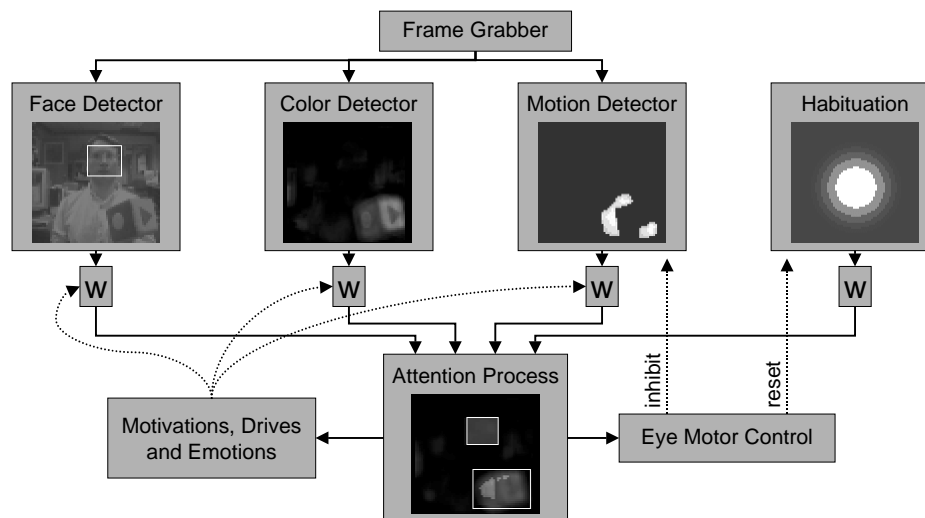 Frame Grabber
Face Detector
Color Detector
Motion Detector
Habituation
w
w
w
w
inhibit
reset
Attention Process
Motivations, Drives
and Emotions
Eye Motor Control